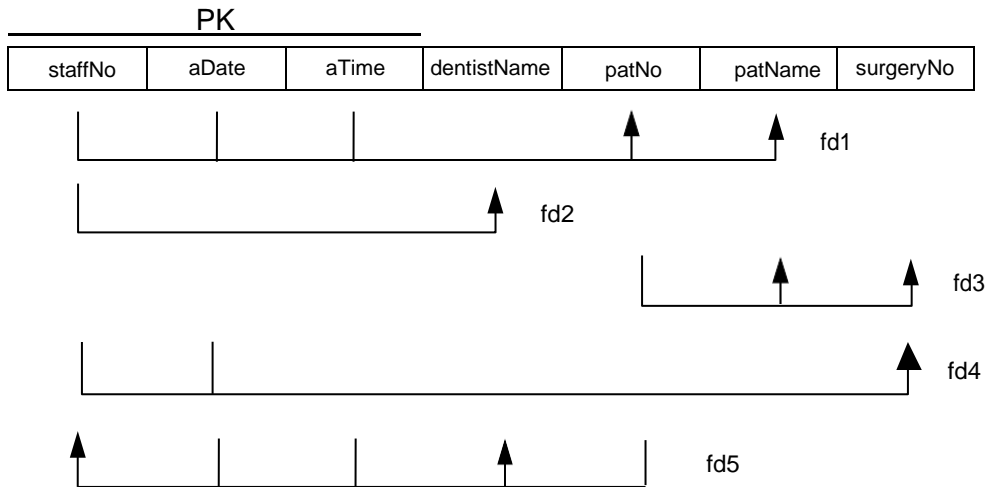 PK
staffNo aDate aTime dentistName patNo patName surgeryNo
fd1
fd2
fd3
fd4
fd5